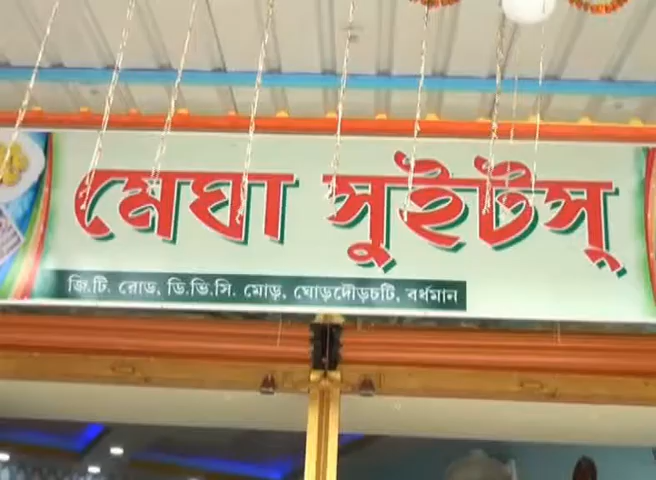 মেঘা সুইটস্
জি.টি. রোড, ডি.ভি.সি. মোড়, ঘোড়দৌড়চটি, বর্ধমান